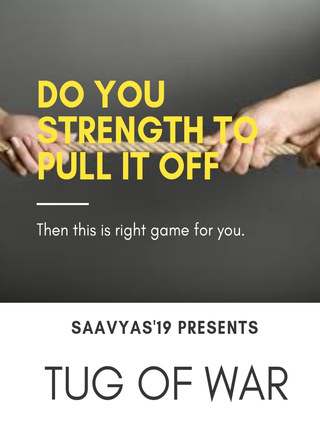 DO YOU
STRENGTH TO
PULL IT OFF
Then this is right game for you.
SAAVYAS'19 PRESENTS
TUG OF WAR